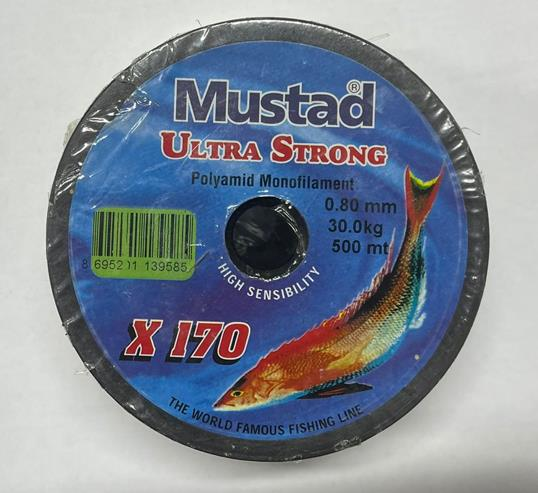 Mustad®
ULTRA STRONG
Polyamid Monofilament
0.80 mm
30.0kg
500 mt
HIGH SENSIBILITY
8 6952 139585
X 170
THE WORLD FAMOUS FISHING LINE